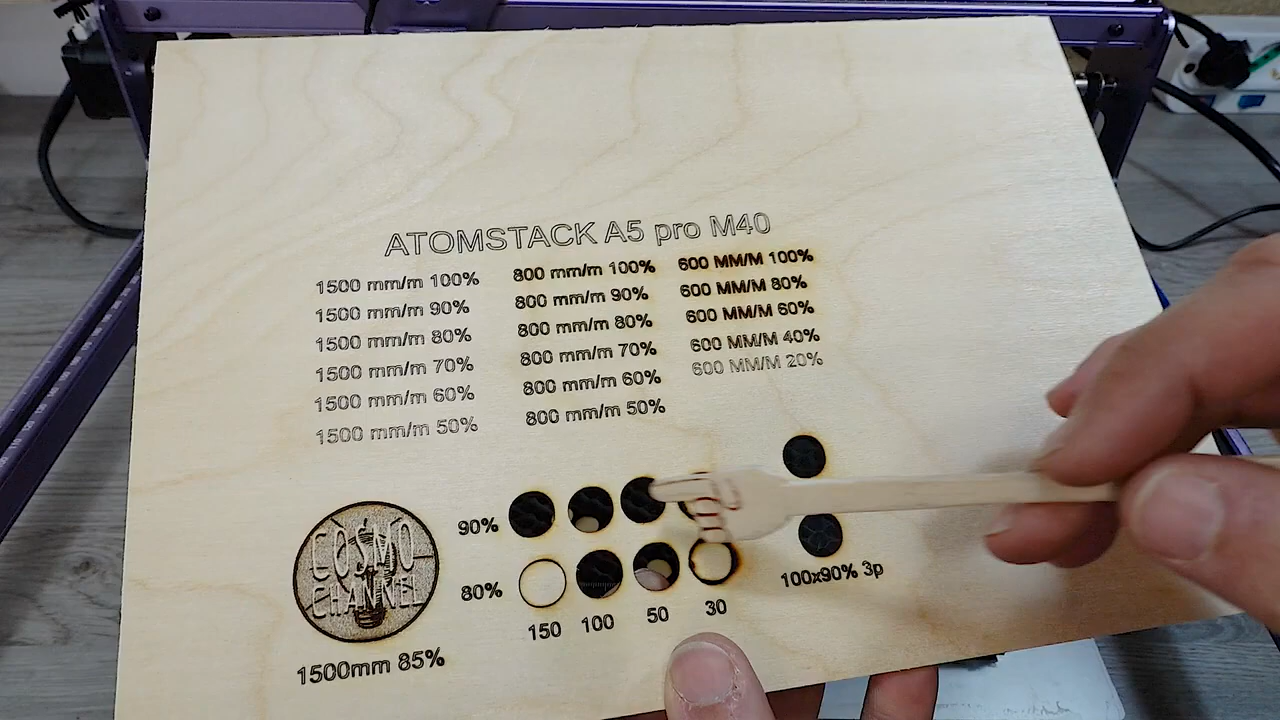 ATOMSTACK A5 pro M40
1500 mm/m 100%
1500 mm/m 90%
1500 mm/m 80%
1500 mm/m 70%
1500 mm/m 60%
1500 mm/m 50%
800 mm/m 100%
800 mm/m 90%
800 mm/m 80%
800 mm/m 70%
800 mm/m 60%
800 mm/m 50%
600 MM/M 100%
600 MM/M 80%
600 MM/M 60%
600 MM/M 40%
600 MM/M 20%
COSMO
CHANNEL
1500mm 85%
90%
80%
150 100 50 30
100x90% 3p